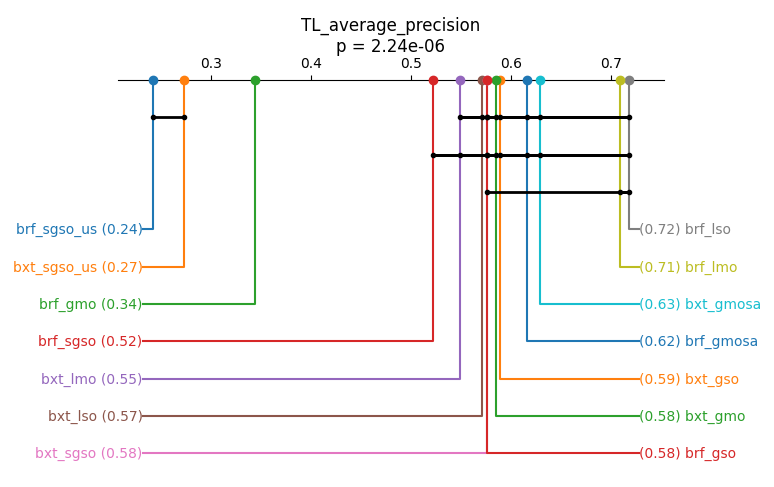 TL_average_precision
p = 2.24e-06
0.3 0.4 0.5 0.6 0.7
brf_sgso_us (0.24) (0.72) brf_lso
bxt_sgso_us (0.27) (0.71) brf_lmo
brf_gmo (0.34) (0.63) bxt_gmosa
brf_sgso (0.52) (0.62) brf_gmosa
bxt_lmo (0.55) (0.59) bxt_gso
bxt_lso (0.57) (0.58) bxt_gmo
bxt_sgso (0.58) (0.58) brf_gso